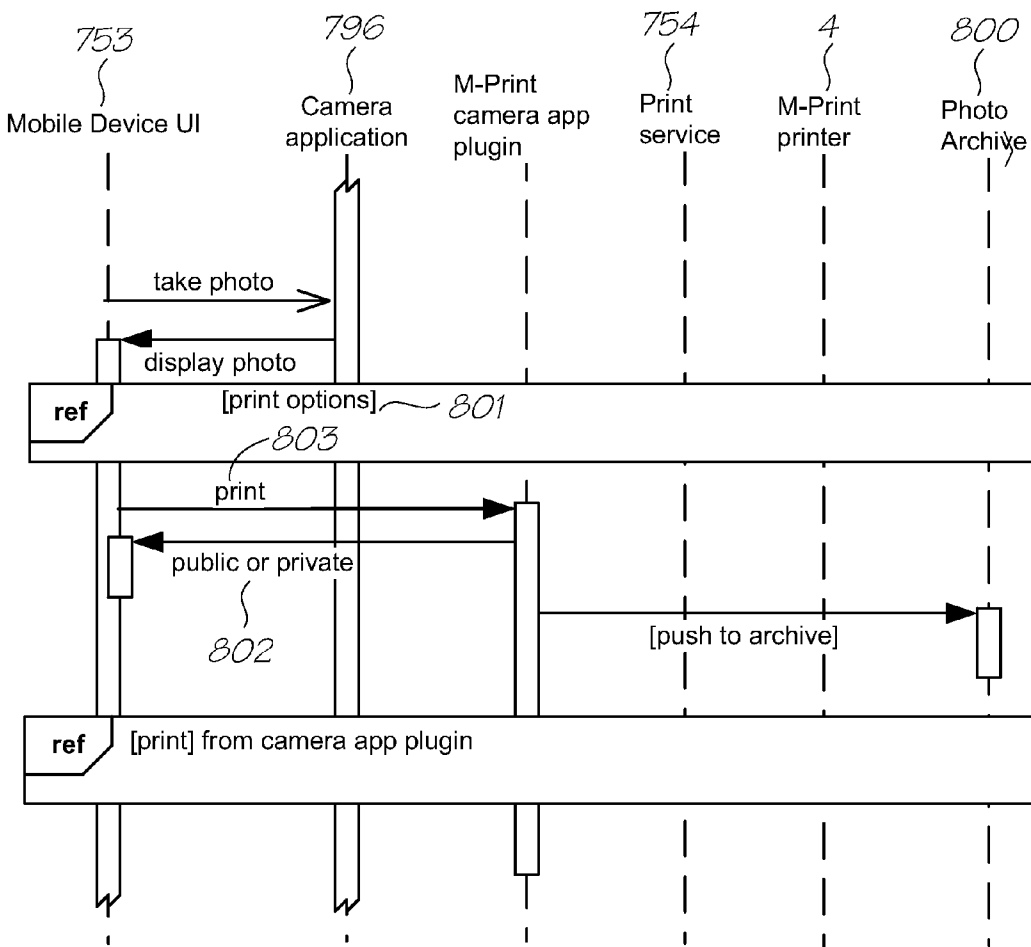 753
796
754
4
800
Mobile Device UI
Camera
application
M-Print
camera app
plugin
Print
service
M-Print
printer
Photo
Archive
take photo
display photo
ref
[print options]
801
803
print
public or private
802
[push to archive]
ref
[print] from camera app plugin